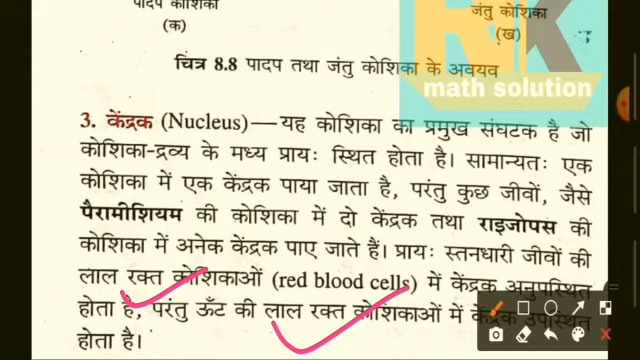 पादप कोशिका
जंतु कोशिका
(क)
(ख)
चित्र 8.8 पादप तथा जंतु कोशिका के अवयव
math solution
3. केंद्रक (Nucleus)—यह कोशिका का प्रमुख संघटक है जो
कोशिका-द्रव्य के मध्य प्रायः स्थित होता है। सामान्यतः एक
कोशिका में एक केंद्रक पाया जाता है, परंतु कुछ जीवों, जैसे
पैरामीशियम की कोशिका में दो केंद्रक तथा राइजोपस की
कोशिका में अनेक केंद्रक पाए जाते हैं। प्रायः स्तनधारी जीवों की
लाल रक्त कोशिकाओं (red blood cells) में केंद्रक अनुपस्थित
होता है, परंतु ऊँट की लाल रक्त कोशिकाओं में केंद्रक उपस्थित
होता है।